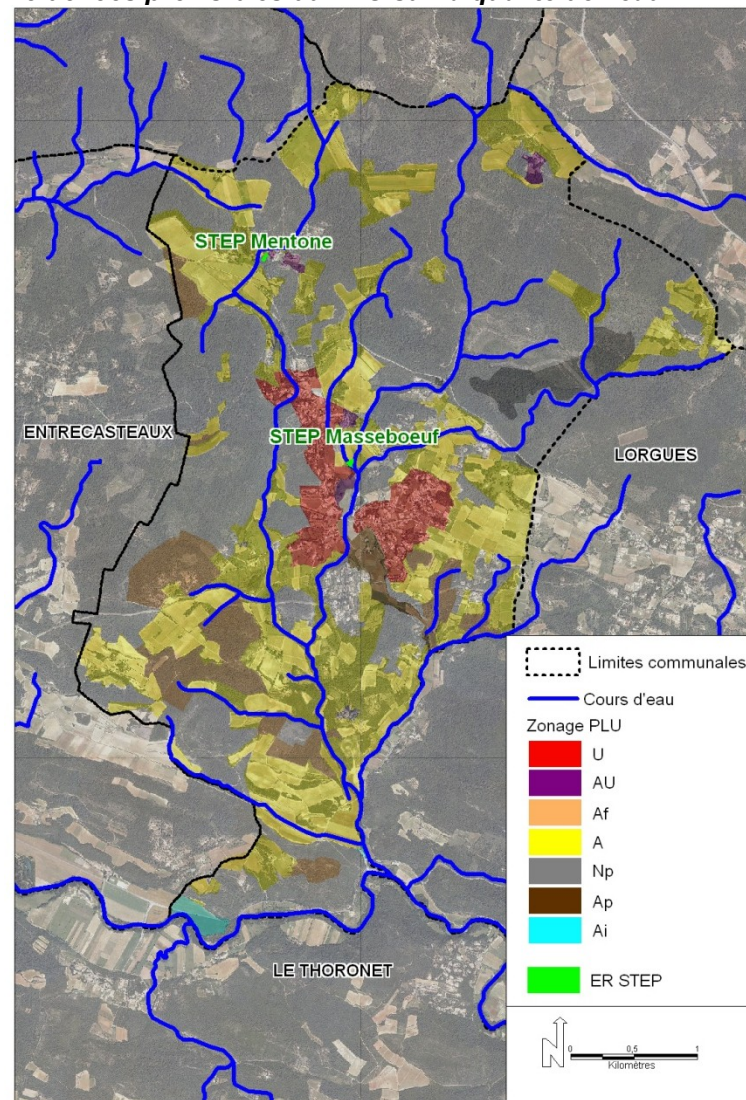 STEP Mentone
ENTRECASTEAUX
STEP Masseboeuf
LORGUES
LE THORONET
Limites communales
Cours d'eau
Zonage PLU
U
AU
Af
A
Np
Ap
Ai
ER STEP
N
0 0,5 1
Kilomètres